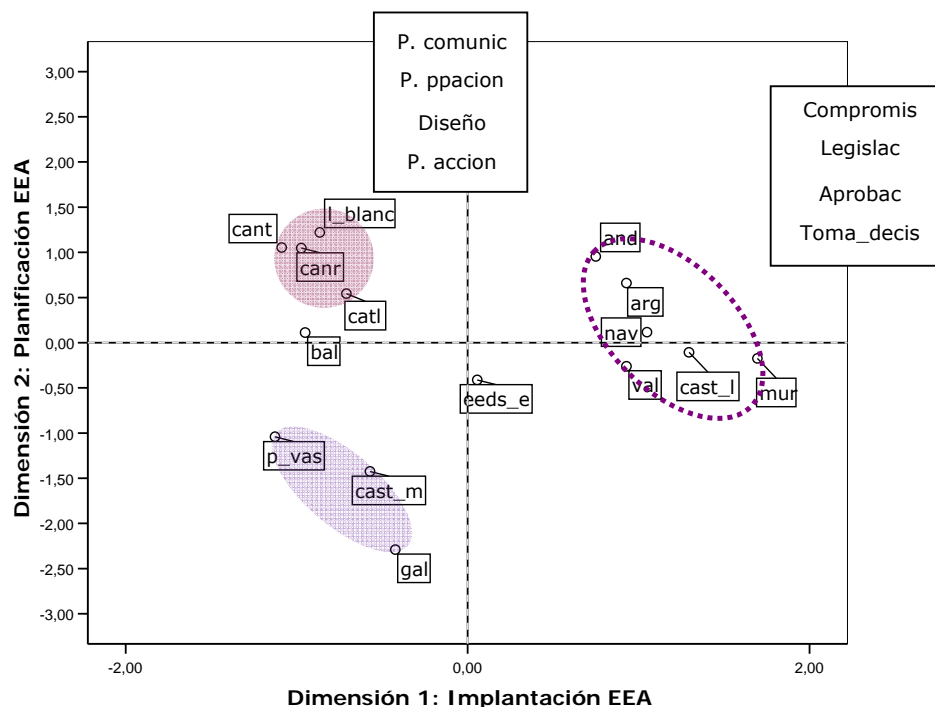 P. comunic
P. ppacion
Diseño
P. accion
Compromis
Legislac
Aprobac
Toma_decis
3,00
2,50
2,00
1,50
1,00
0,50
0,00
-0,50
-1,00
-1,50
-2,00
-2,50
-3,00
Dimensión 2: Planificación EEA
l_blanc
cant
canr
catl
bal
and
arg
nav
val
cast_l
mur
eeds_e
p_vas
cast_m
gal
-2,00
0,00
2,00
Dimensión 1: Implantación EEA